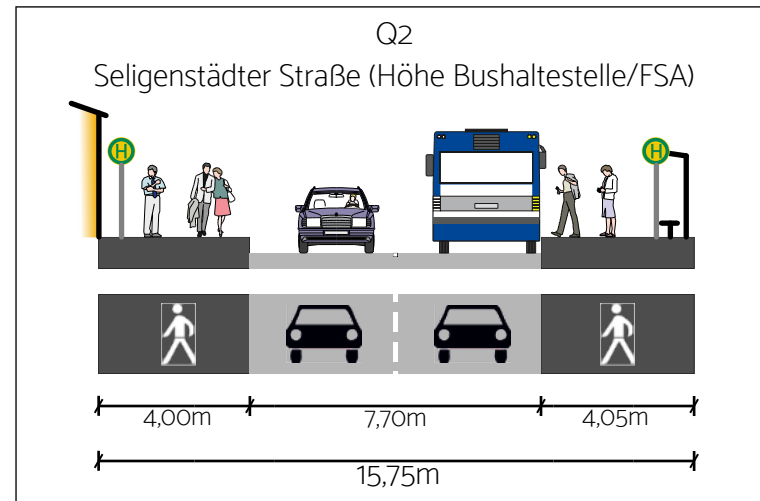 Q2
Seligenstädter Straße (Höhe Bushaltestelle/FSA)
H
H
4,00m
7,70m
4,05m
15,75m